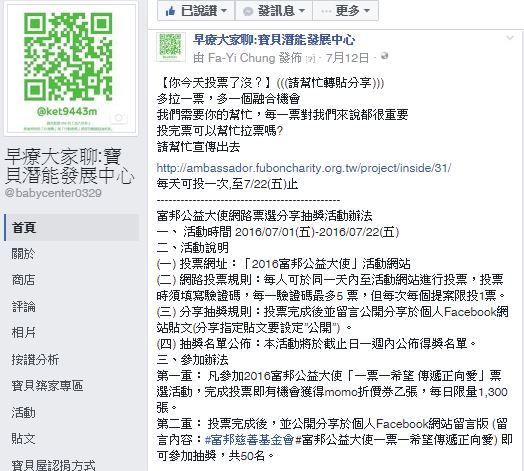 已說讚 發訊息 更多
@ket9443m
早療大家聊:寶
貝潛能發展中心
@babycenter0329
首頁
關於
商店
評論
相片
按讚分析
寶貝築家專區
活動
貼文
寶貝屋認捐方式
早療大家聊:寶貝潛能發展中心
由 Fa-Yi Chung 發佈 [?] · 7月12日 ·
【你今天投票了沒？】(((請幫忙轉貼分享)))
多拉一票，多一個融合機會
我們需要你的幫忙，每一票對我們來說都很重要
投完票可以幫忙拉票嗎?
請幫忙宣出去
http://ambassador.fuboncharity.org.tw/project/inside/31/
每天可投一次,至7/22(五)止
----------------------------------------
富邦公益大使網路票選分享抽獎活動辦法
一、 活動時間 2016/07/01(五)-2016/07/22(五)
二、活動說明
(一) 投票網址：「2016富邦公益大使」活動網站
(二) 網路投票規則：每人可於同一天內至活動網站進行投票，投票
時須填寫驗證碼，每一驗證碼最多5 票，但每次每個提案限投1票。
(三) 分享抽獎規則：投票完成後並留言公開分享於個人Facebook網
站貼文(分享指定貼文要設定"公開") 。
(四) 抽獎名單公佈：本活動將於截止日一週內公佈得獎名單。
三、參加辦法
第一重： 凡參加2016富邦公益大使「一票一希望 傳遞正向愛」票
選活動，完成投票即有機會獲得momo折價券乙張，每日限量1,300
張。
第二重： 投票完成後，並公開分享於個人Facebook網站留言版 (留
言內容：#富邦慈善基金會#富邦公益大使一票一希望傳遞正向愛) 即
可參加抽獎，共50名。